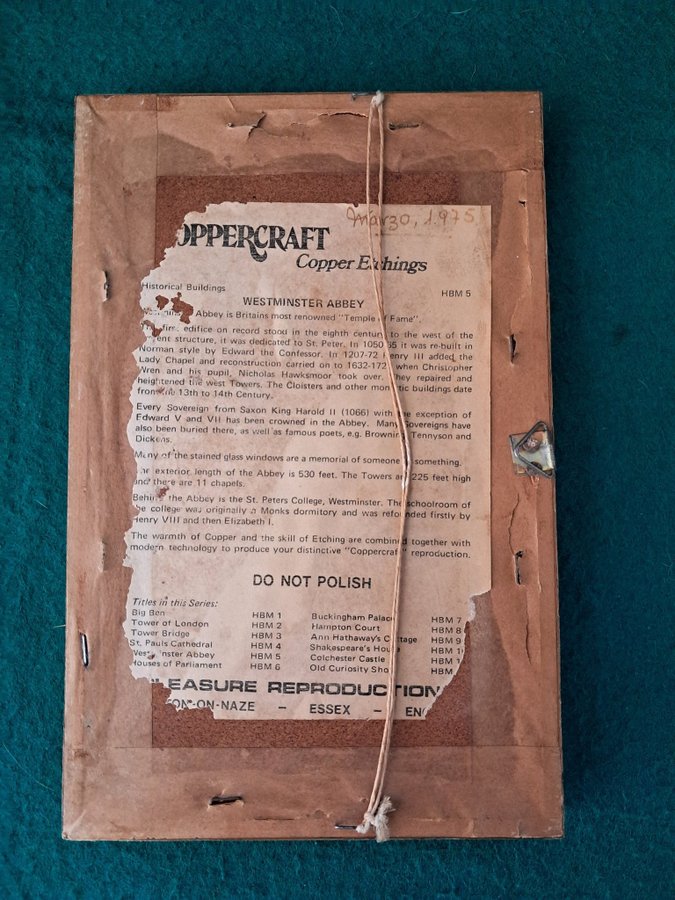 Marzo, 1975
OPPERCRAFT
Copper Etchings
Historical Buildings HBM 5
WESTMINSTER ABBEY
Abbey is Britains most renowned "Temple of Fame".
first edifice on record stood in the eighth century to the west of the
ent structure, it was dedicated to St. Peter. In 1050 65 it was re-built in
Norman style by Edward the Confessor. In 1207-72 Henry III added the
Lady Chapel and reconstruction carried on to 1632-172 when Christopher
Wren and his pupil, Nicholas Hawksmoor took over. They repaired and
heightened the west Towers. The Cloisters and other monastic buildings date
from the 13th to 14th Century.
Every Sovereign from Saxon King Harold II (1066) with the exception of
Edward V and VII has been crowned in the Abbey. Many Sovereigns have
also been buried there, as well as famous poets, e.g. Browning, Tennyson and
Dickens.
Many of the stained glass windows are a memorial of someone something.
The exterior length of the Abbey is 530 feet. The Towers are 225 feet high
and there are 11 chapels.
Behind the Abbey is the St. Peters College, Westminster. The schoolroom of
the college was originally a Monks dormitory and was refounded firstly by
Henry VIII and then Elizabeth I.
The warmth of Copper and the skill of Etching are combined together with
modern technology to produce your distinctive "Coppercraft" reproduction.
DO NOT POLISH
Titles in this Series:
Big Ben HBM 1 Buckingham Palace HBM 7
Tower of London HBM 2 Hampton Court HBM 8
Tower Bridge HBM 3 Ann Hathaway's Cottage HBM 9
St. Pauls Cathedral HBM 4 Shakespeare's House HBM 1
Westminster Abbey HBM 5 Colchester Castle HBM 1
Houses of Parliament HBM 6 Old Curiosity Sho HBM
LEASURE REPRODUCTION
TON-ON-NAZE – ESSEX – EN